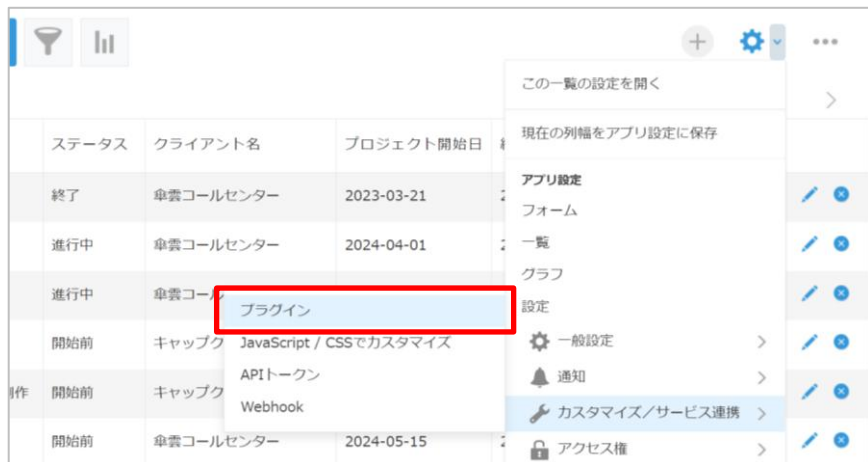 この一覧の設定を開く
現在の列幅をアプリ設定に保存
ステータス クライアント名 プロジェクト開始日
アプリ設定
終了 傘雲コールセンター 2023-03-21
フォーム
進行中 傘雲コールセンター 2024-04-01
一覧
グラフ
進行中 傘雲コール
設定
プラグイン
開始前 キャップク
JavaScript / CSSでカスタマイズ
一般設定
APIトークン
通知
作 開始前 キャップク
Webhook
カスタマイズ／サービス連携
開始前 傘雲コールセンター 2024-05-15
アクセス権